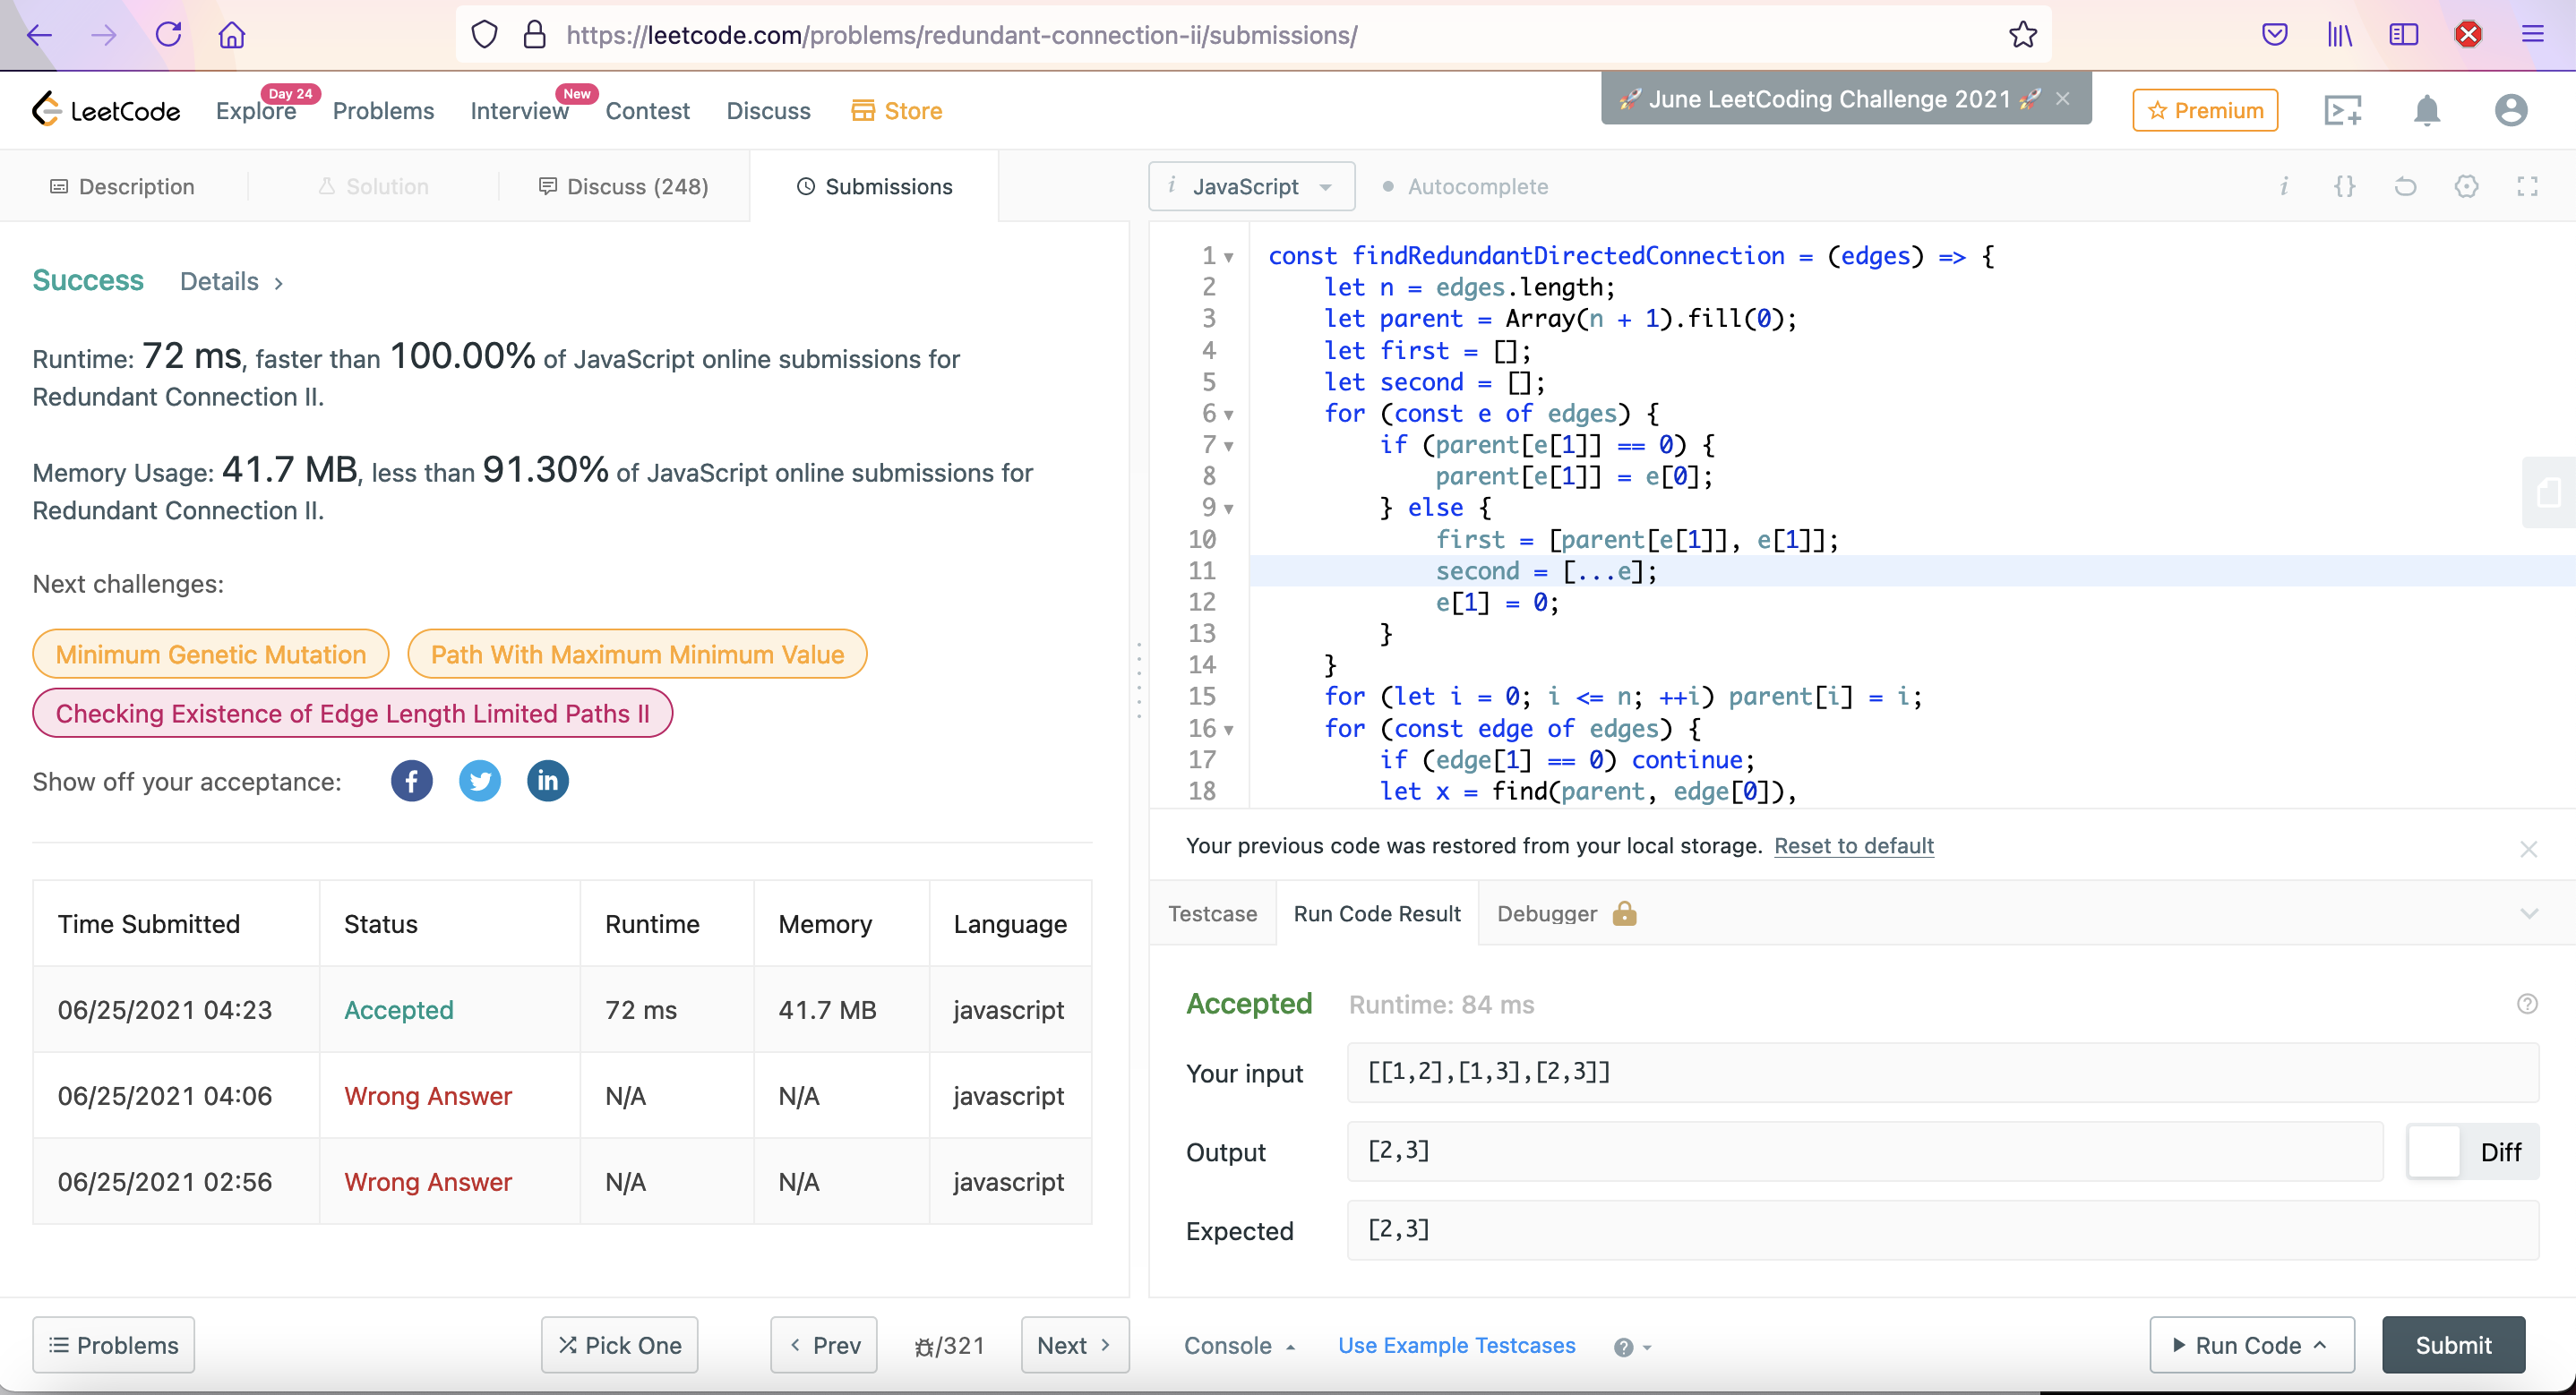 https://leetcode.com/problems/redundant-connection-ii/submissions/
LeetCode
Explore
Day 24
Problems
Interview
New
Contest
Discuss
Store
🚀 June LeetCoding Challenge 2021 🚀
Premium
Description
Solution
Discuss (248)
Submissions
Success Details
Runtime: 72 ms, faster than 100.00% of JavaScript online submissions for
Redundant Connection II.
Memory Usage: 41.7 MB, less than 91.30% of JavaScript online submissions for
Redundant Connection II.
Next challenges:
Minimum Genetic Mutation
Path With Maximum Minimum Value
Checking Existence of Edge Length Limited Paths II
Show off your acceptance:
Time Submitted Status Runtime Memory Language
06/25/2021 04:23 Accepted 72 ms 41.7 MB javascript
06/25/2021 04:06 Wrong Answer N/A N/A javascript
06/25/2021 02:56 Wrong Answer N/A N/A javascript
Problems
Pick One
Prev
/321
Next
i JavaScript
Autocomplete
i {}
1 const findRedundantDirectedConnection = (edges) => {
2 let n = edges.length;
3 let parent = Array(n + 1).fill(0);
4 let first = [];
5 let second = [];
6 for (const e of edges) {
7 if (parent[e[1]] == 0) {
8 parent[e[1]] = e[0];
9 } else {
10 first = [parent[e[1]], e[1]];
11 second = [...e];
12 e[1] = 0;
13 }
14 }
15 for (let i = 0; i <= n; ++i) parent[i] = i;
16 for (const edge of edges) {
17 if (edge[1] == 0) continue;
18 let x = find(parent, edge[0]),
Your previous code was restored from your local storage. Reset to default
Testcase
Run Code Result
Debugger
Accepted Runtime: 84 ms
Your input [[1,2],[1,3],[2,3]]
Output [2,3]
Diff
Expected [2,3]
Console
Use Example Testcases
Run Code
Submit